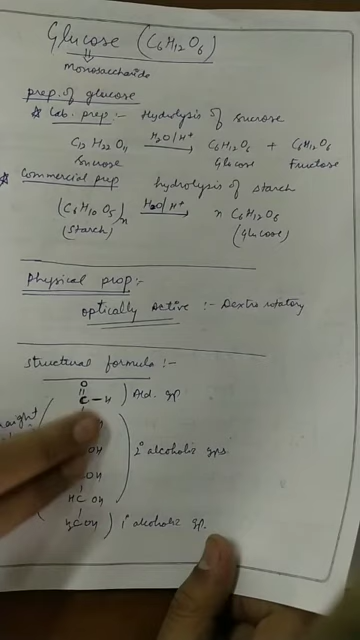 Glucose (C6H12O6)
monosaccharide
prep. of glucose
Lab. prep :- Hydrolysis of sucrose
C12 H22 O11 H2O/H+ C6H12O6 + C6H12O6
Sucrose Glucose Fructose
Commercial prep hydrolysis of starch
(C6H10O5)n H2O/H+ n C6H12O6
(Starch) (Glucose)
Physical prop:-
optically Active :- Dextro rotatory
Structural formula :-
O
C-H ) Ald. gp
OH 2° alcoholic gps
OH
HC OH
H2C OH ) 1° alcoholic gp.